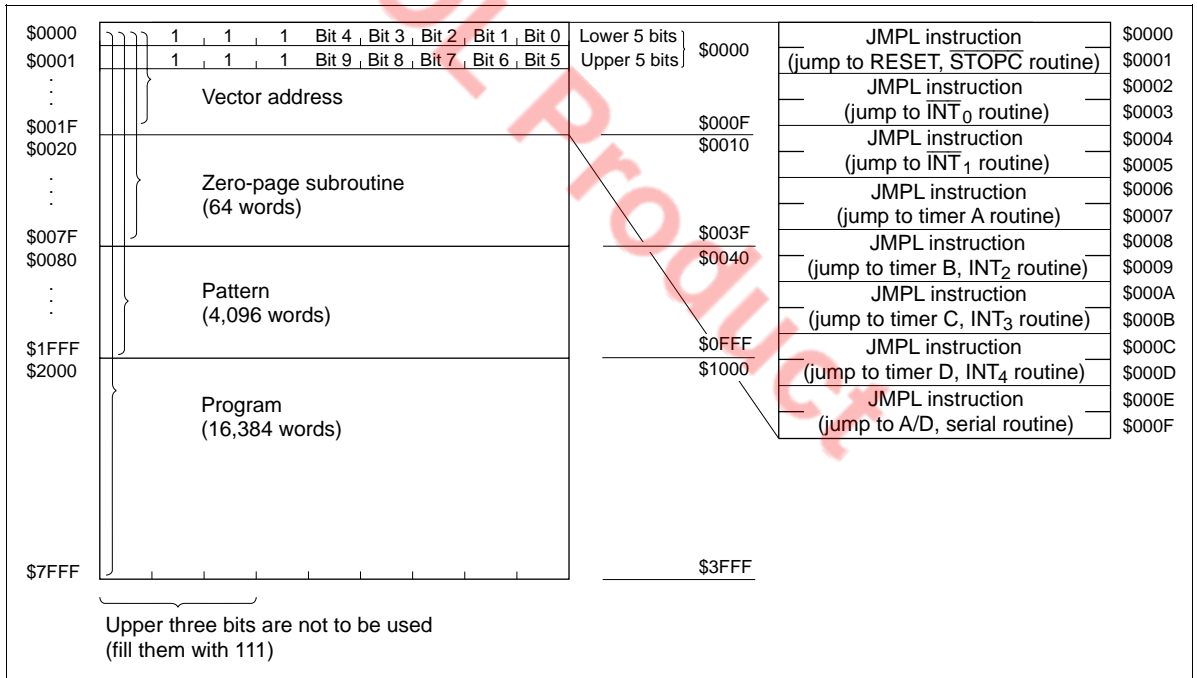 $0000 1 1 1 Bit 4 Bit 3 Bit 2 Bit 1 Bit 0 Lower 5 bits
$0001 1 1 1 Bit 9 Bit 8 Bit 7 Bit 6 Bit 5 Upper 5 bits
$0000
Vector address
$001F
$000F
$0020
$0010
Zero-page subroutine
(64 words)
$007F
$003F
$0080
$0040
Pattern
(4,096 words)
$1FFF
$0FFF
$2000
$1000
Program
(16,384 words)
$7FFF
$3FFF
Upper three bits are not to be used
(fill them with 111)
JMPL instruction $0000
(jump to RESET, STOPC routine) $0001
JMPL instruction $0002
(jump to INT0 routine) $0003
JMPL instruction $0004
(jump to INT1 routine) $0005
JMPL instruction $0006
(jump to timer A routine) $0007
JMPL instruction $0008
(jump to timer B, INT2 routine) $0009
JMPL instruction $000A
(jump to timer C, INT3 routine) $000B
JMPL instruction $000C
(jump to timer D, INT4 routine) $000D
JMPL instruction $000E
(jump to A/D, serial routine) $000F
OL Product